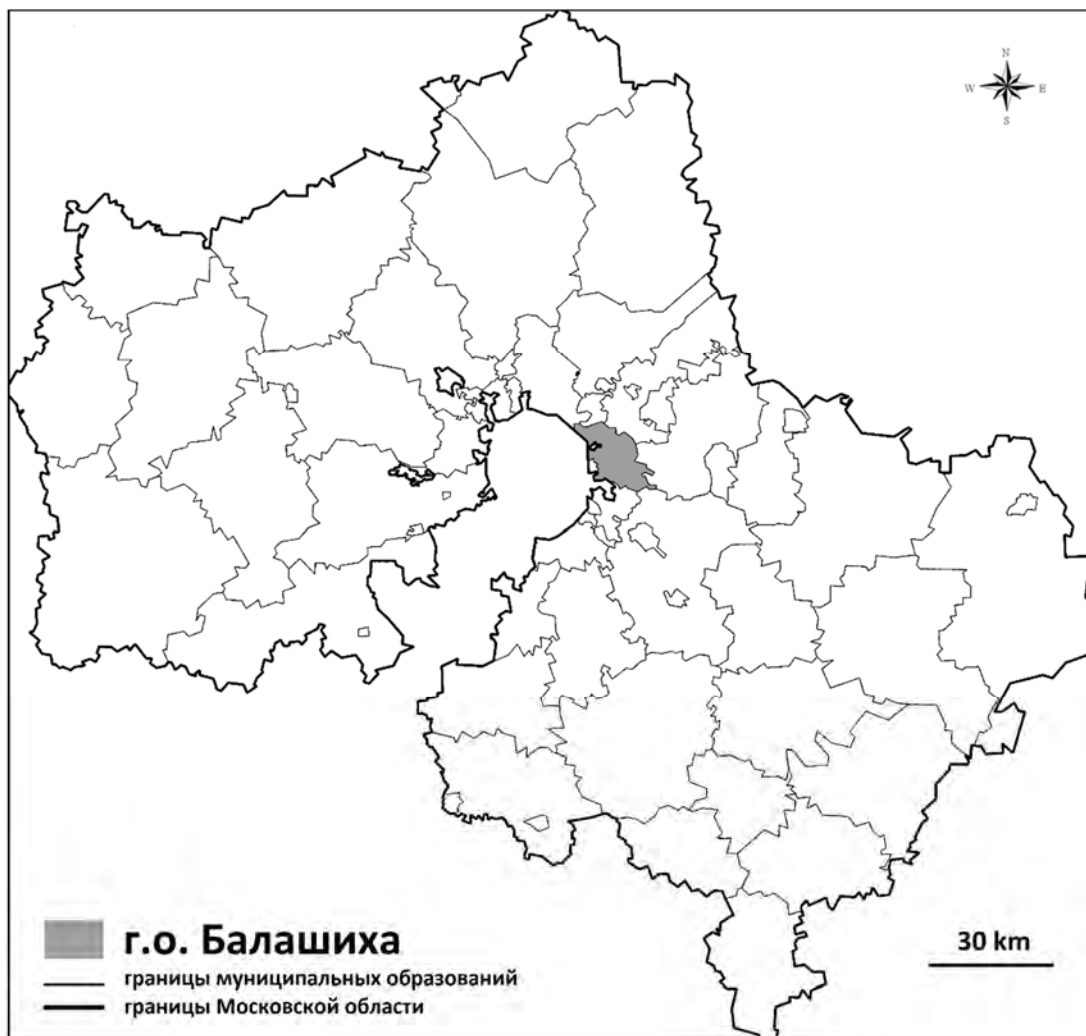 N
W E
S
г.о. Балашиха
границы муниципальных образований
границы Московской области
30 km